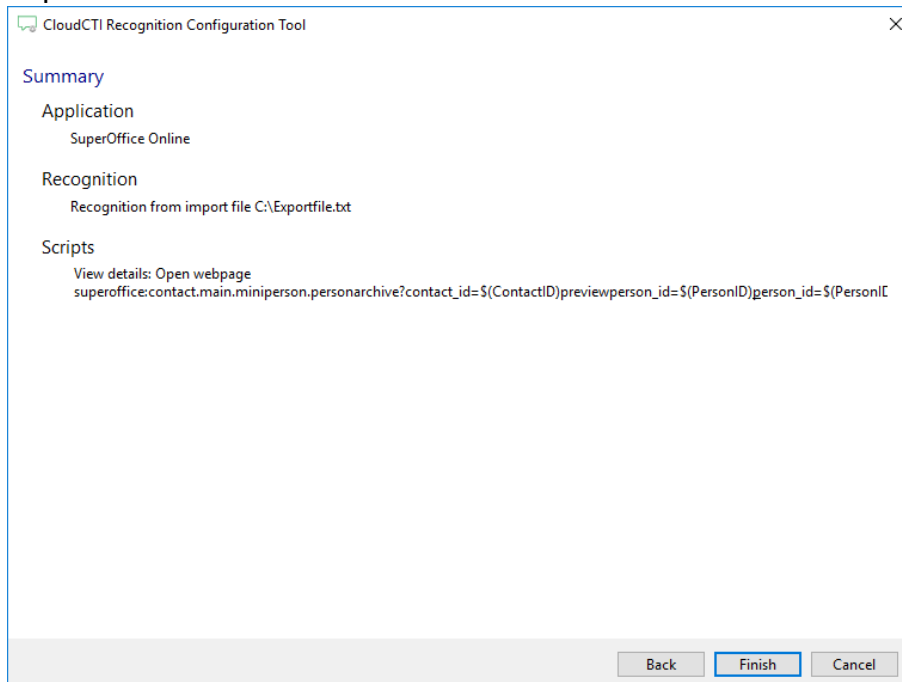 CloudCTI Recognition Configuration Tool
Summary
Application
SuperOffice Online
Recognition
Recognition from import file C:\Exportfile.txt
Scripts
View details: Open webpage
superoffice:contact.main.miniperson.personarchive?contact_id=$(ContactID)previewperson_id=$(PersonID)person_id=$(PersonID
Back Finish Cancel